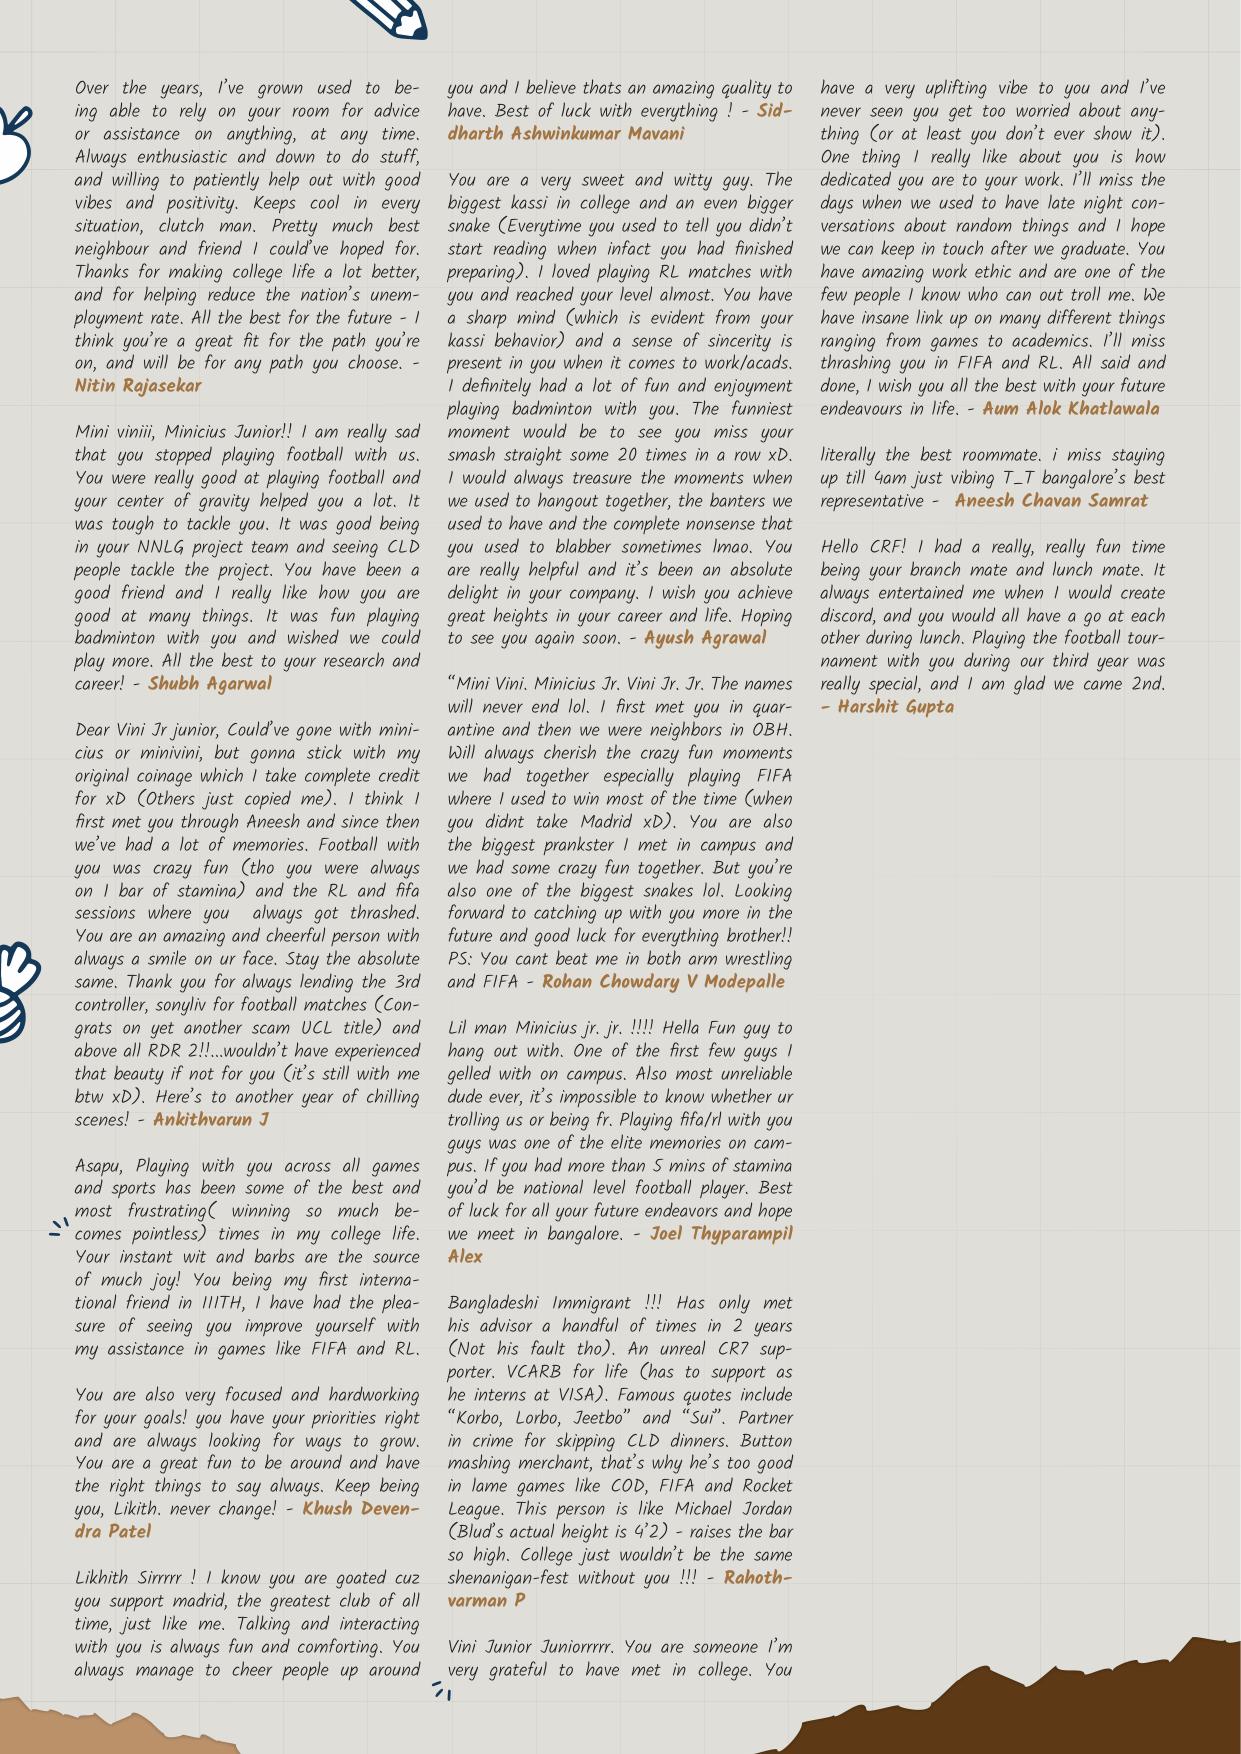 Over the years, I've grown used to be-
ing able to rely on your room for advice
or assistance on anything, at any time.
Always enthusiastic and down to do stuff,
and willing to patiently help out with good
vibes and positivity. Keeps cool in every
situation, clutch man. Pretty much best
neighbour and friend I could've hoped for.
Thanks for making college life a lot better,
and for helping reduce the nation's unem-
ployment rate. All the best for the future - I
think you're a great fit for the path you're
on, and will be for any path you choose. -
Nitin Rajasekar
Mini viniii, Minicius Junior!! I am really sad
that you stopped playing football with us.
You were really good at playing football and
your center of gravity helped you a lot. It
was tough to tackle you. It was good being
in your NNLG project team and seeing CLD
people tackle the project. You have been a
good friend and I really like how you are
good at many things. It was fun playing
badminton with you and wished we could
play more. All the best to your research and
career! - Shubh Agarwal
Dear Vini Jr junior, Could've gone with mini-
cius or minivini, but gonna stick with my
original coinage which I take complete credit
for xD (Others just copied me). I think I
first met you through Aneesh and since then
we've had a lot of memories. Football with
you was crazy fun (tho you were always
on 1 bar of stamina) and the RL and fifa
sessions where you always got thrashed.
You are an amazing and cheerful person with
always a smile on ur face. Stay the absolute
same. Thank you for always lending the 3rd
controller, sonyliv for football matches (Con-
grats on yet another scam UCL title) and
above all RDR 2!!...wouldn't have experienced
that beauty if not for you (it's still with me
btw xD). Here's to another year of chilling
scenes! - Ankithvarun J
Asapu, Playing with you across all games
and sports has been some of the best and
most frustrating( winning so much be-
comes pointless) times in my college life.
Your instant wit and barbs are the source
of much joy! You being my first interna-
tional friend in IIITH, I have had the plea-
sure of seeing you improve yourself with
my assistance in games like FIFA and RL.
You are also very focused and hardworking
for your goals! you have your priorities right
and are always looking for ways to grow.
You are a great fun to be around and have
the right things to say always. Keep being
you, Likith. never change! - Khush Deven-
dra Patel
Likhith Sirrrrr ! I know you are goated cuz
you support madrid, the greatest club of all
time, just like me. Talking and interacting
with you is always fun and comforting. You
always manage to cheer people up around
you and I believe thats an amazing quality to
have. Best of luck with everything ! - Sid-
dharth Ashwinkumar Mavani
You are a very sweet and witty guy. The
biggest kassi in college and an even bigger
snake (Everytime you used to tell you didn't
start reading when infact you had finished
preparing). I loved playing RL matches with
you and reached your level almost. You have
a sharp mind (which is evident from your
kassi behavior) and a sense of sincerity is
present in you when it comes to work/acads.
I definitely had a lot of fun and enjoyment
playing badminton with you. The funniest
moment would be to see you miss your
smash straight some 20 times in a row xD.
I would always treasure the moments when
we used to hangout together, the banters we
used to have and the complete nonsense that
you used to blabber sometimes lmao. You
are really helpful and it's been an absolute
delight in your company. I wish you achieve
great heights in your career and life. Hoping
to see you again soon. - Ayush Agrawal
“Mini Vini. Minicius Jr. Vini Jr. Jr. The names
will never end lol. I first met you in quar-
antine and then we were neighbors in OBH.
Will always cherish the crazy fun moments
we had together especially playing FIFA
where I used to win most of the time (when
you didnt take Madrid xD). You are also
the biggest prankster I met in campus and
we had some crazy fun together. But you're
also one of the biggest snakes lol. Looking
forward to catching up with you more in the
future and good luck for everything brother!!
PS: You cant beat me in both arm wrestling
and FIFA - Rohan Chowdary V Modepalle
Lil man Minicius jr. jr. !!!! Hella Fun guy to
hang out with. One of the first few guys I
gelled with on campus. Also most unreliable
dude ever, it's impossible to know whether ur
trolling us or being fr. Playing fifa/rl with you
guys was one of the elite memories on cam-
pus. If you had more than 5 mins of stamina
you'd be national level football player. Best
of luck for all your future endeavors and hope
we meet in bangalore. - Joel Thyparampil
Alex
Bangladeshi Immigrant !!! Has only met
his advisor a handful of times in 2 years
(Not his fault tho). An unreal CR7 sup-
porter. VCARB for life (has to support as
he interns at VISA). Famous quotes include
“Korbo, Lorbo, Jeetbo” and “Sui”. Partner
in crime for skipping CLD dinners. Button
mashing merchant, that's why he's too good
in lame games like COD, FIFA and Rocket
League. This person is like Michael Jordan
(Blud's actual height is 4'2) - raises the bar
so high. College just wouldn't be the same
shenanigan-fest without you !!! - Rahoth-
varman P
Vini Junior Juniorrrrr. You are someone I'm
very grateful to have met in college. You
have a very uplifting vibe to you and I've
never seen you get too worried about any-
thing (or at least you don't ever show it).
One thing I really like about you is how
dedicated you are to your work. I'll miss the
days when we used to have late night con-
versations about random things and I hope
we can keep in touch after we graduate. You
have amazing work ethic and are one of the
few people I know who can out troll me. We
have insane link up on many different things
ranging from games to academics. I'll miss
thrashing you in FIFA and RL. All said and
done, I wish you all the best with your future
endeavours in life. - Aum Alok Khatlawala
literally the best roommate. i miss staying
up till 4am just vibing T_T bangalore's best
representative - Aneesh Chavan Samrat
Hello CRF! I had a really, really fun time
being your branch mate and lunch mate. It
always entertained me when I would create
discord, and you would all have a go at each
other during lunch. Playing the football tour-
nament with you during our third year was
really special, and I am glad we came 2nd.
- Harshit Gupta